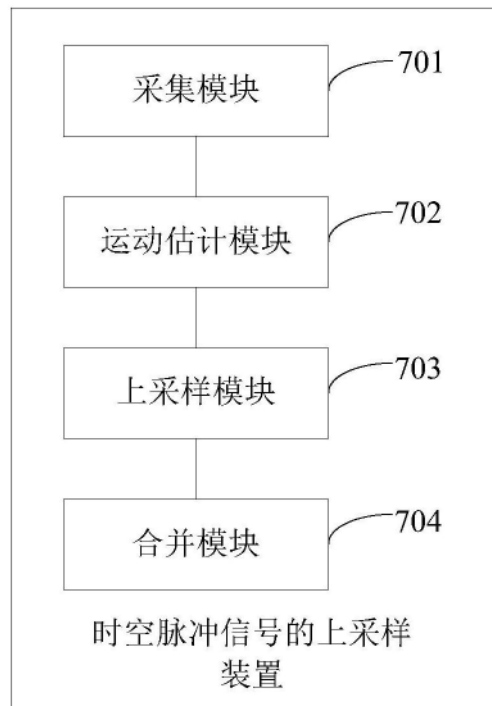 采集模块
701
运动估计模块
702
上采样模块
703
合并模块
704
时空脉冲信号的上采样
装置